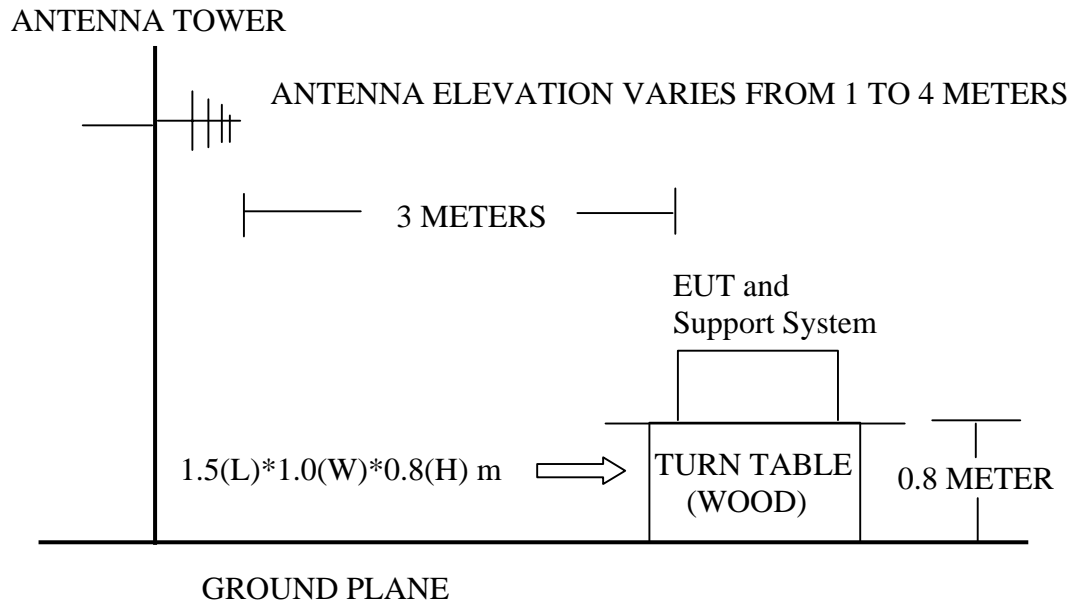 ANTENNA TOWER
ANTENNA ELEVATION VARIES FROM 1 TO 4 METERS
3 METERS
EUT and
Support System
1.5(L)*1.0(W)*0.8(H) m
TURN TABLE
(WOOD)
0.8 METER
GROUND PLANE